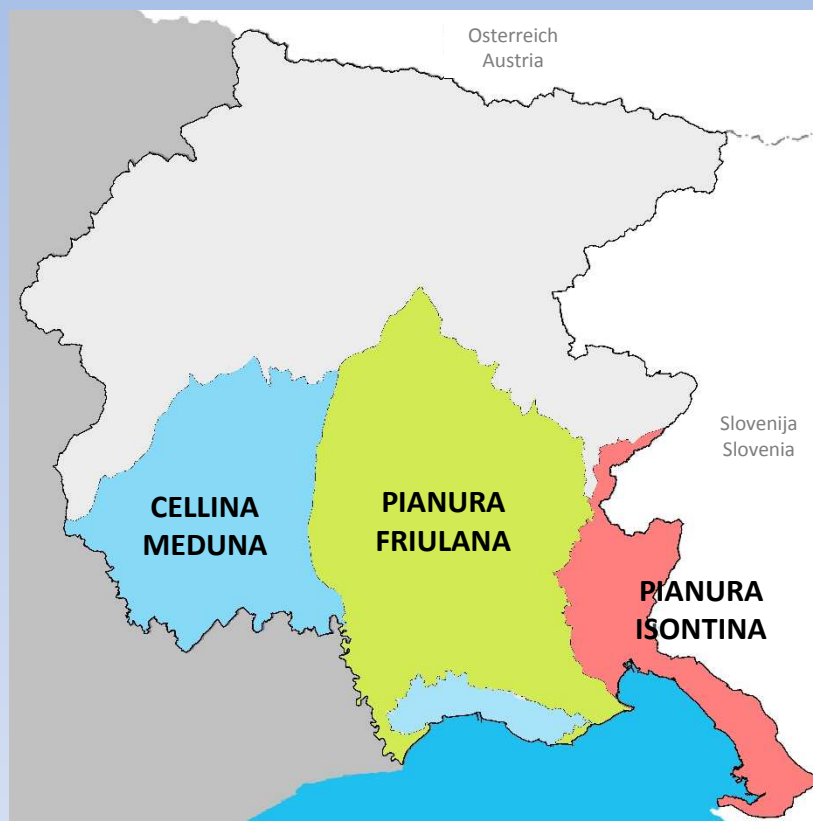 Osterreich
Austria
Slovenija
Slovenia
CELLINA
MEDUNA
PIANURA
FRIULANA
PIANURA
ISONTINA